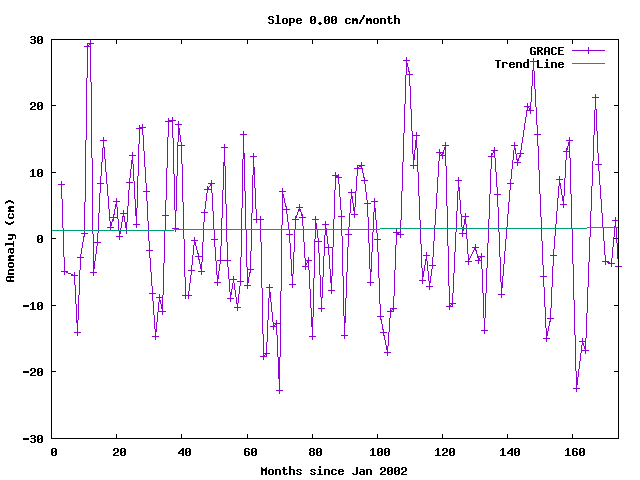 Slope 0.00 cm/month
GRACE
Trend Line
30
20
10
0
-10
-20
-30
Anomaly (cm)
0 20 40 60 80 100 120 140 160
Months since Jan 2002